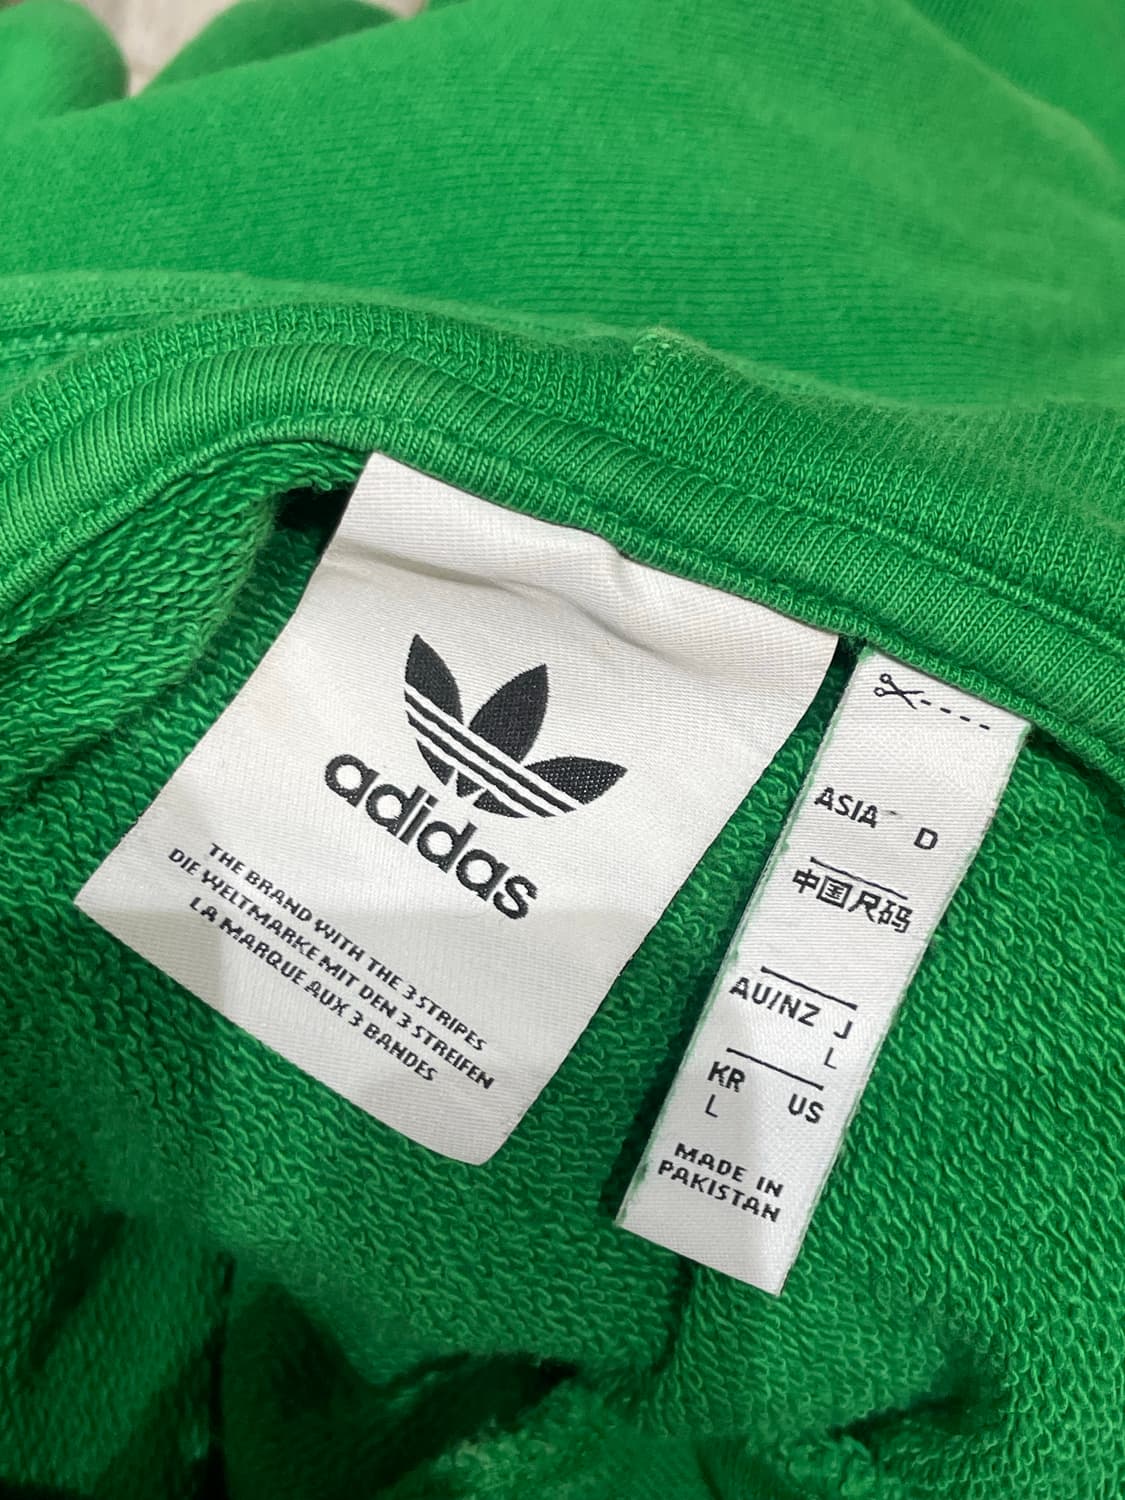 adidas
THE BRAND WITH THE 3 STRIPES
DIE WELTMARKE MIT DEN 3 STREIFEN
LA MARQUE AUX 3 BANDES
ASIA D
中国尺码
AU/NZ J
L
KR US
L
MADE IN
PAKISTAN